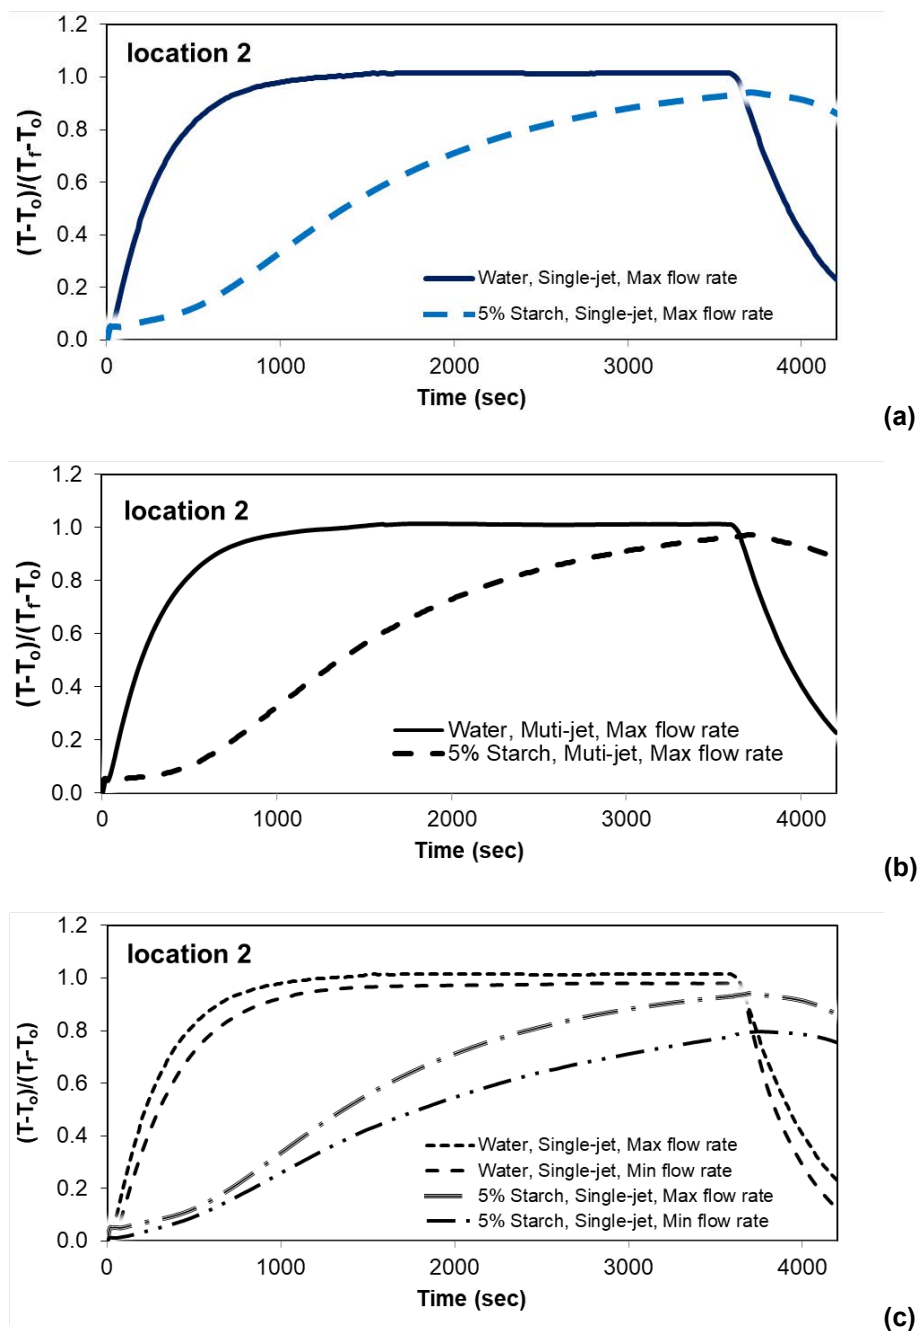 location 2
(T-To)/(Tf-To)
1.2
1.0
0.8
0.6
0.4
0.2
0.0
Water, Single-jet, Max flow rate
5% Starch, Single-jet, Max flow rate
0 1000 2000 3000 4000
Time (sec)
(a)
location 2
(T-To)/(Tf-To)
1.2
1.0
0.8
0.6
0.4
0.2
0.0
Water, Muti-jet, Max flow rate
5% Starch, Muti-jet, Max flow rate
0 1000 2000 3000 4000
Time (sec)
(b)
location 2
(T-To)/(Tf-To)
1.2
1.0
0.8
0.6
0.4
0.2
0.0
Water, Single-jet, Max flow rate
Water, Single-jet, Min flow rate
5% Starch, Single-jet, Max flow rate
5% Starch, Single-jet, Min flow rate
0 1000 2000 3000 4000
Time (sec)
(c)